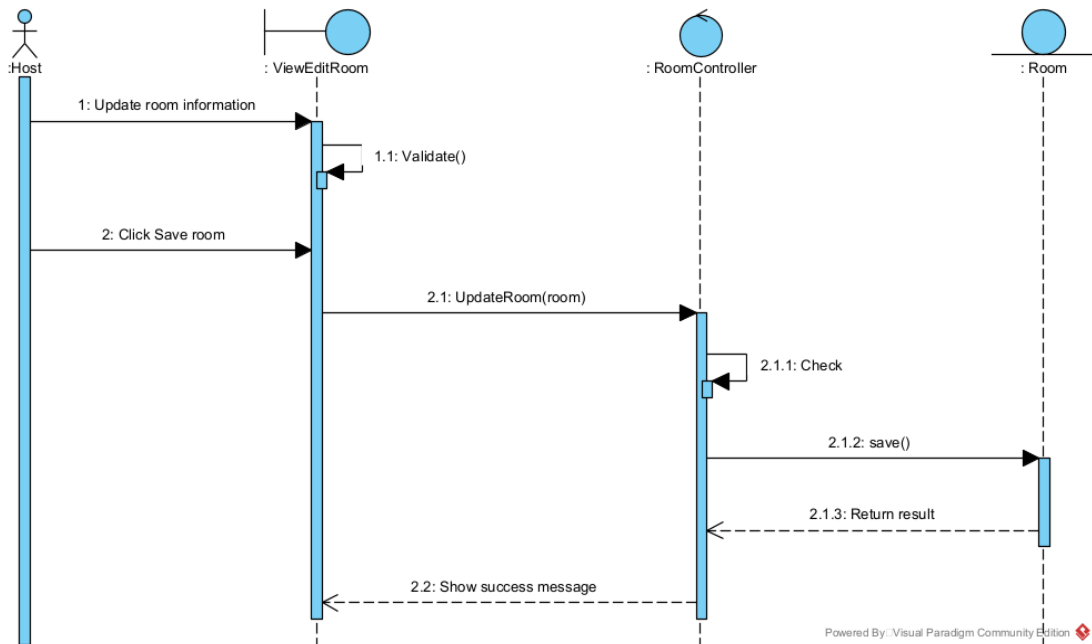 :Host
: ViewEditRoom
: RoomController
: Room
1: Update room information
1.1: Validate()
2: Click Save room
2.1: UpdateRoom(room)
2.1.1: Check
2.1.2: save()
2.1.3: Return result
2.2: Show success message
Powered By Visual Paradigm Community Edition